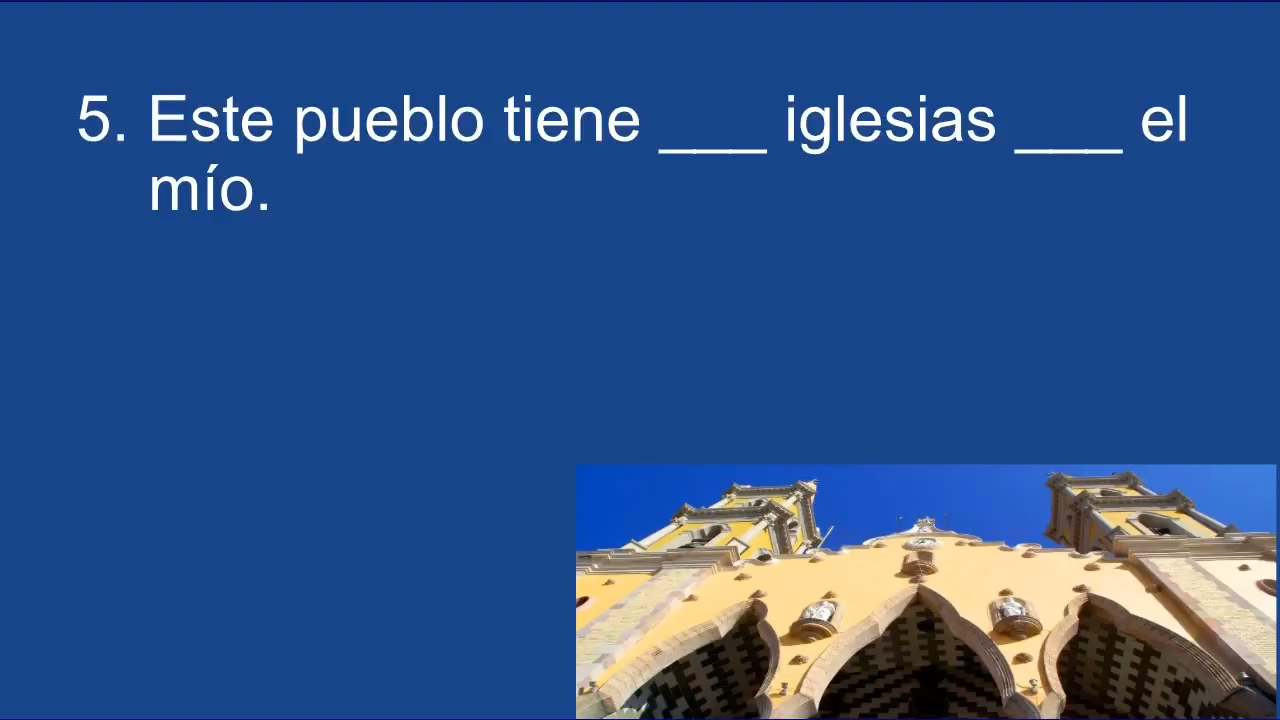 5. Este pueblo tiene ___ iglesias ___ el
mío.